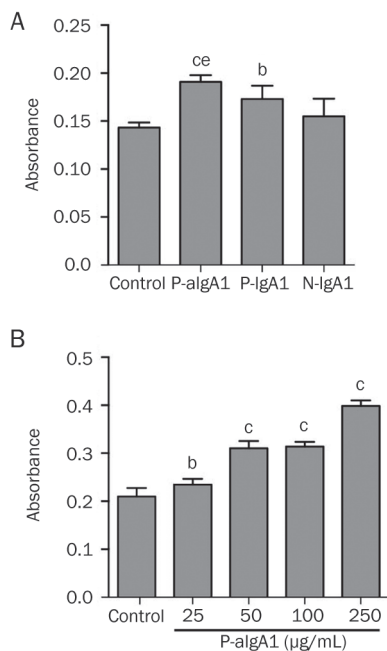 A
0.25
0.20
0.15
0.10
0.05
0.0
Absorbance
ce
b
Control P-aIgA1 P-IgA1 N-IgA1
B
0.5
0.4
0.3
0.2
0.1
0.0
Absorbance
b
c
c
c
Control 25 50 100 250
P-aIgA1 (μg/mL)